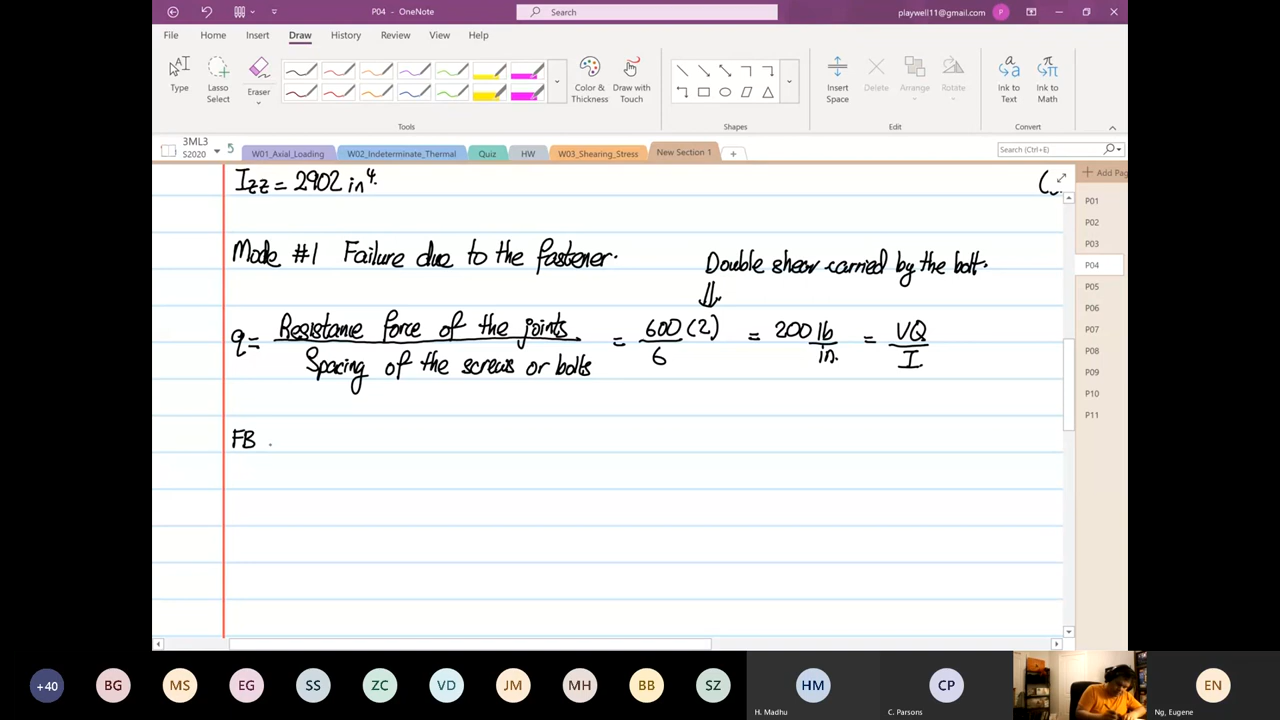 P04 - OneNote
Search
playwell11@gmail.com
P
File Home Insert Draw History Review View Help
Type
Lasso Select
Eraser
Color & Thickness
Draw with Touch
Insert Space
Delete
Arrange
Rotate
Ink to Text
Ink to Math
Tools
Shapes
Edit
Convert
3ML3 S2020
W01_Axial_Loading
W02_Indeterminate_Thermal
Quiz
HW
W03_Shearing_Stress
New Section 1
+
Search (Ctrl+E)
Add Page
P01
P02
P03
P04
P05
P06
P07
P08
P09
P10
P11
Izz = 2902 in⁴.
Mode #1 Failure due to the fastener.
Double shear carried by the bolt.
q = Resistance force of the joints / Spacing of the screws or bolts = 600 (2) / 6 = 200 lb / in. = VQ / I
FB
+40 BG MS EG SS ZC VD JM MH BB SZ HM CP EN
H. Madhu
C. Parsons
Ng, Eugene